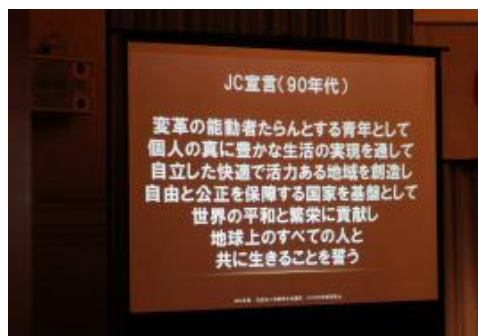 JC宣言(90年代)
変革の能動者たらんとする青年として
個人の真に豊かな生活の実現を通して
自立した快適で活力ある地域を創造し
自由と公正を保障する国家を基盤として
世界の平和と繁栄に貢献し
地球上のすべての人と
共に生きることを誓う